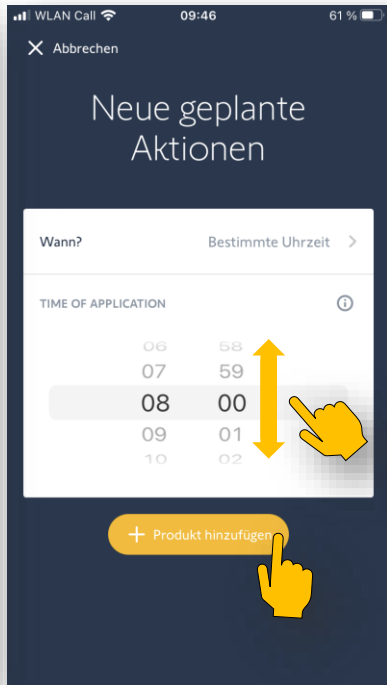 WLAN Call 09:46 61 %
Abbrechen
Neue geplante
Aktionen
Wann? Bestimmte Uhrzeit
TIME OF APPLICATION
06 58
07 59
08 00
09 01
10 02
+ Produkt hinzufügen